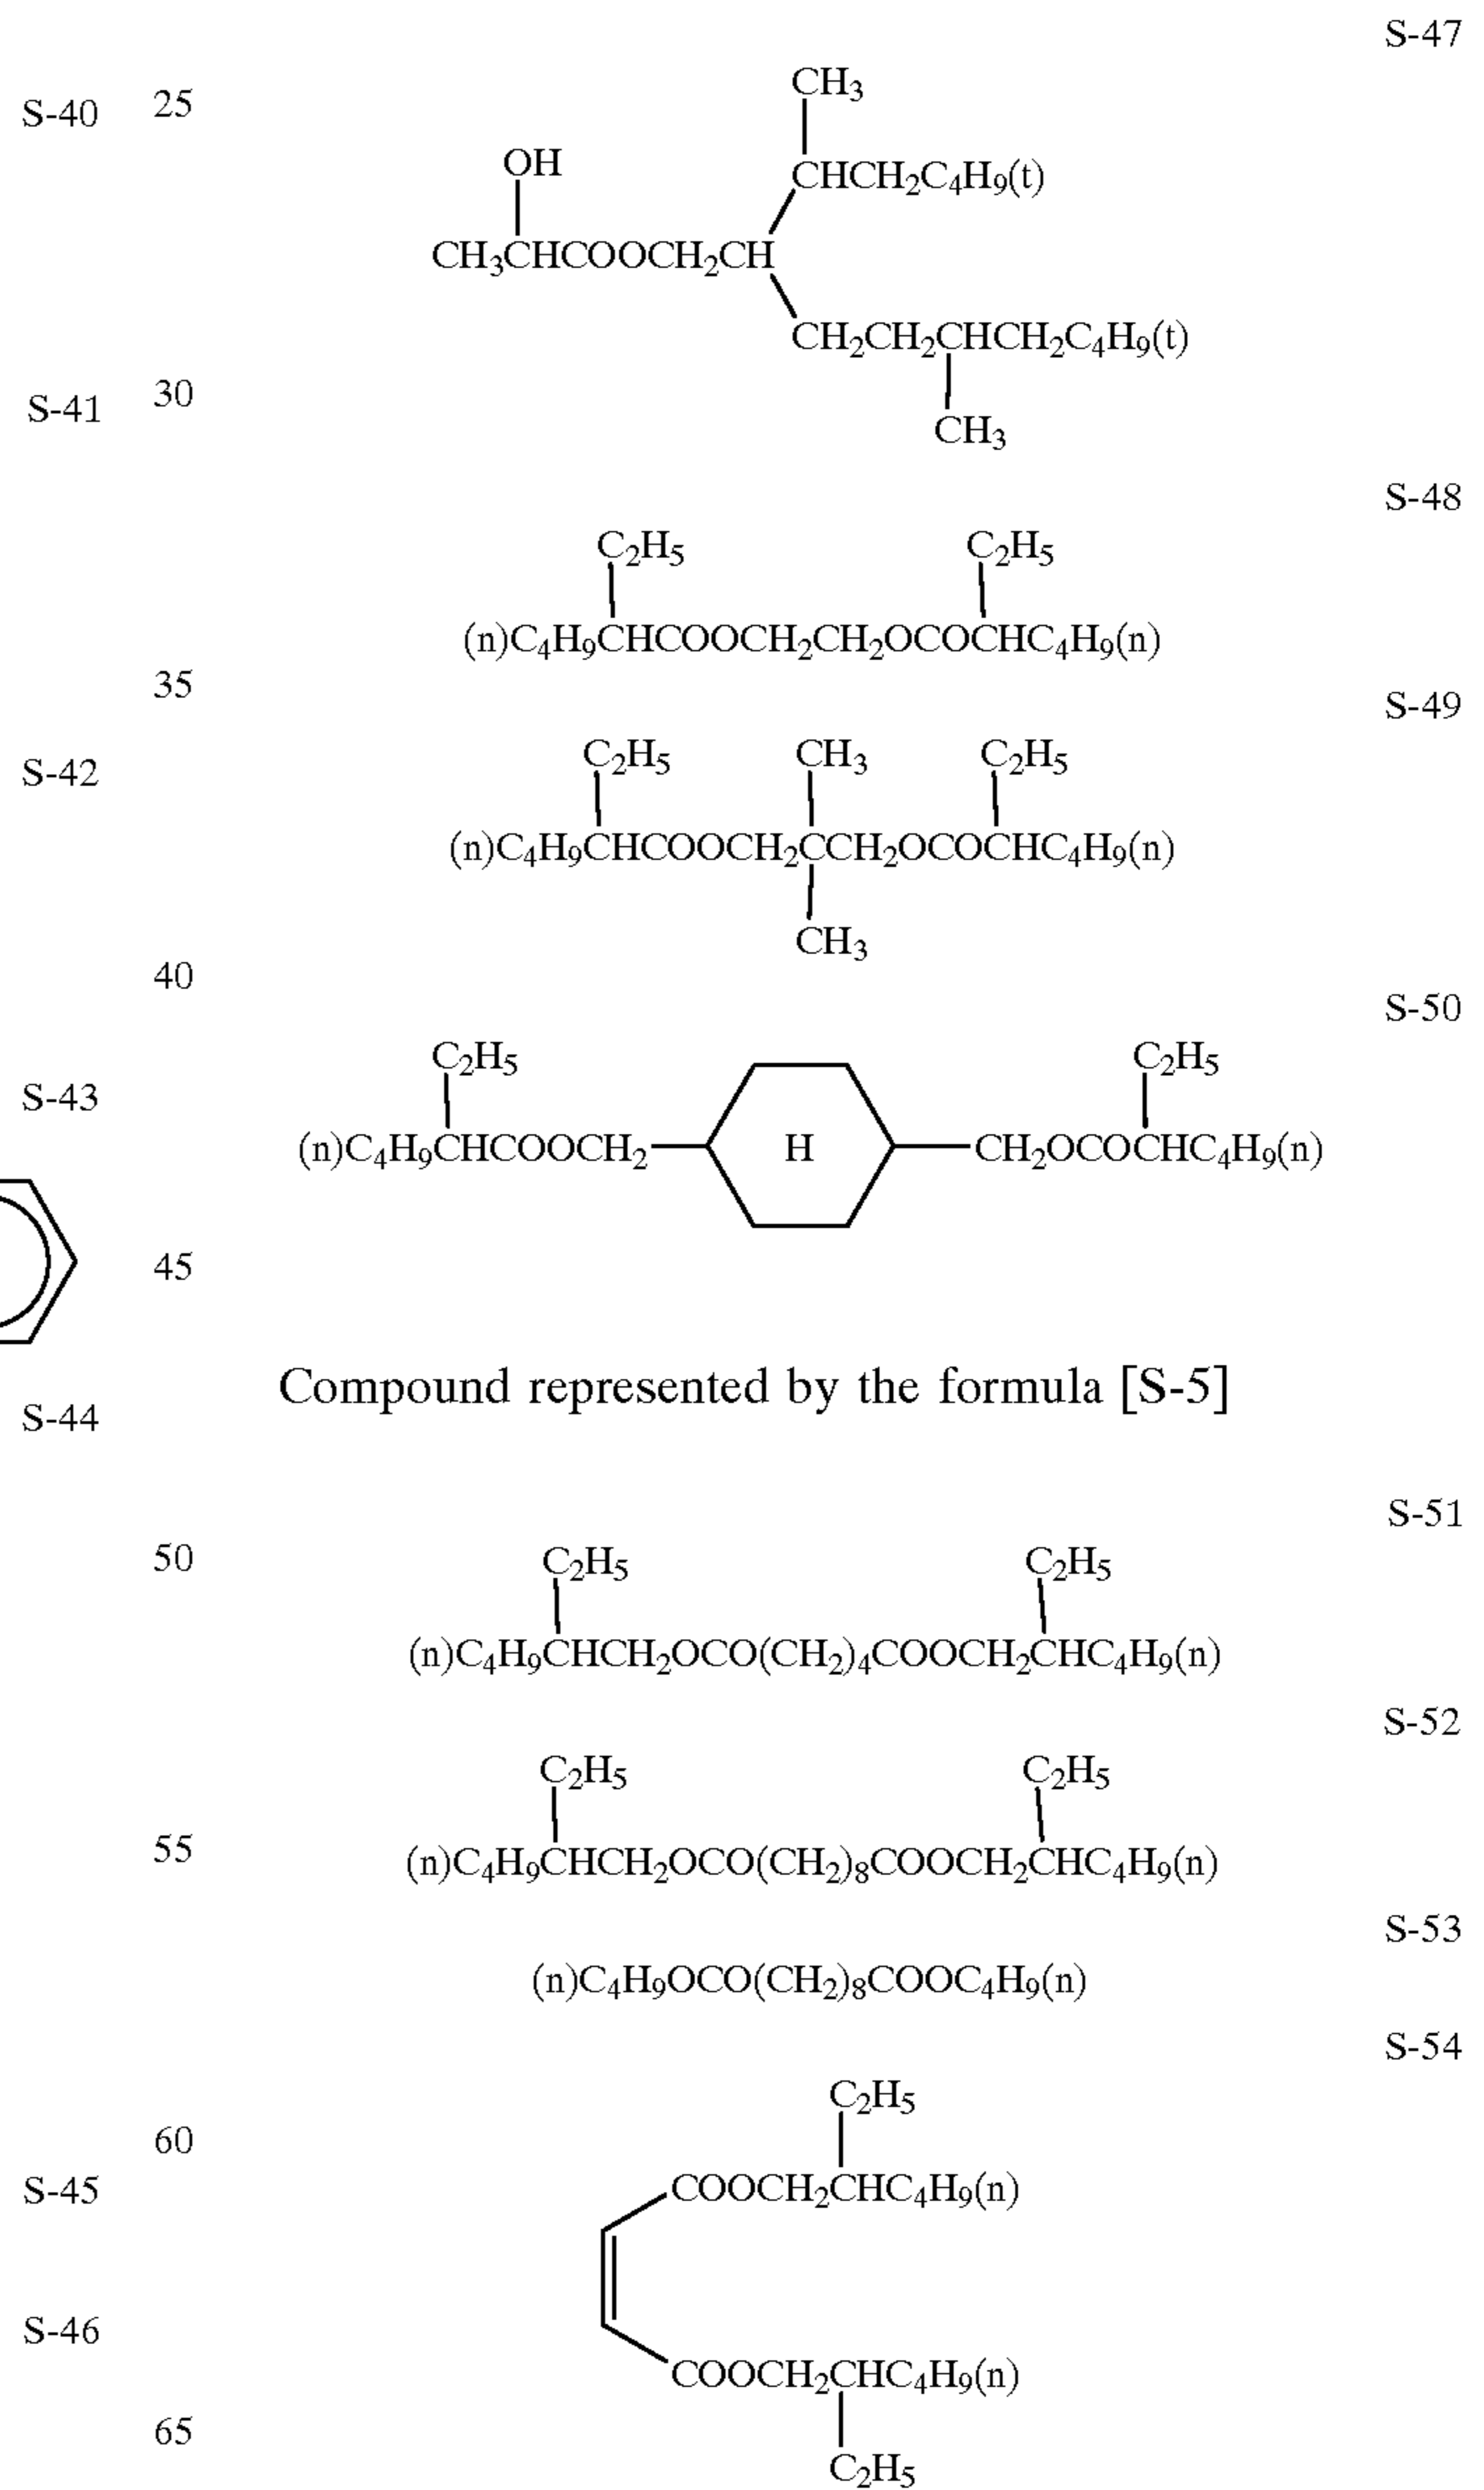 S-47
S-40 25
CH₃
OH
CHCH₂C₄H₉(t)
CH₃CHCOOCH₂CH
CH₂CH₂CHCH₂C₄H₉(t)
S-41 30
CH₃
S-48
C₂H₅ C₂H₅
(n)C₄H₉CHCOOCH₂CH₂OCOCHC₄H₉(n)
35
S-49
S-42
C₂H₅ CH₃ C₂H₅
(n)C₄H₉CHCOOCH₂CCH₂OCOCHC₄H₉(n)
CH₃
40
S-50
C₂H₅ C₂H₅
S-43
(n)C₄H₉CHCOOCH₂ H CH₂OCOCHC₄H₉(n)
45
Compound represented by the formula [S-5]
S-44
S-51
50
C₂H₅ C₂H₅
(n)C₄H₉CHCH₂OCO(CH₂)₄COOCH₂CHC₄H₉(n)
S-52
C₂H₅ C₂H₅
55
(n)C₄H₉CHCH₂OCO(CH₂)₈COOCH₂CHC₄H₉(n)
S-53
(n)C₄H₉OCO(CH₂)₈COOC₄H₉(n)
S-54
C₂H₅
60
S-45
COOCH₂CHC₄H₉(n)
S-46
COOCH₂CHC₄H₉(n)
65
C₂H₅